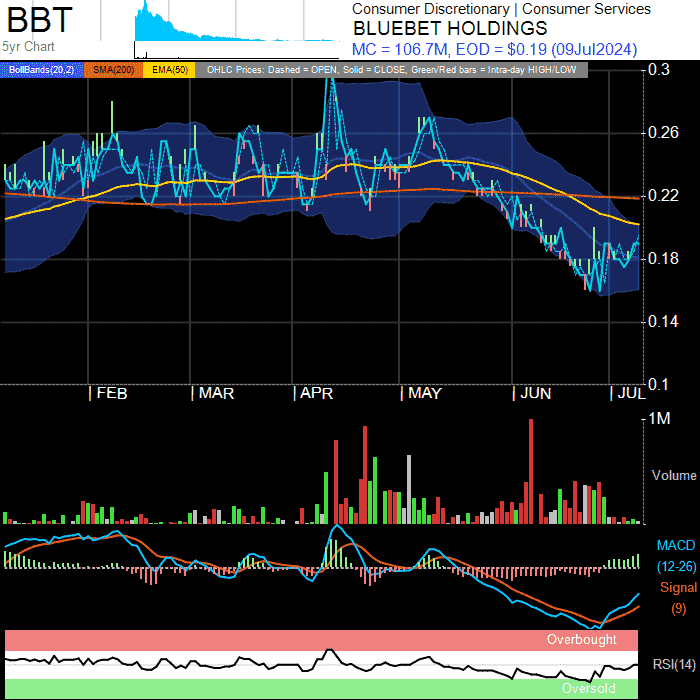 BBT
5yr Chart
Consumer Discretionary | Consumer Services
BLUEBET HOLDINGS
MC = 106.7M, EOD = $0.19 (09Jul2024)
BollBands(20,2) SMA(200) EMA(50) OHLC Prices: Dashed = OPEN, Solid = CLOSE, Green/Red bars = Intra-day HIGH/LOW
0.3
0.26
0.22
0.18
0.14
0.1
FEB MAR APR MAY JUN JUL
1M
Volume
MACD
(12-26)
Signal
(9)
Overbought
RSI(14)
Oversold